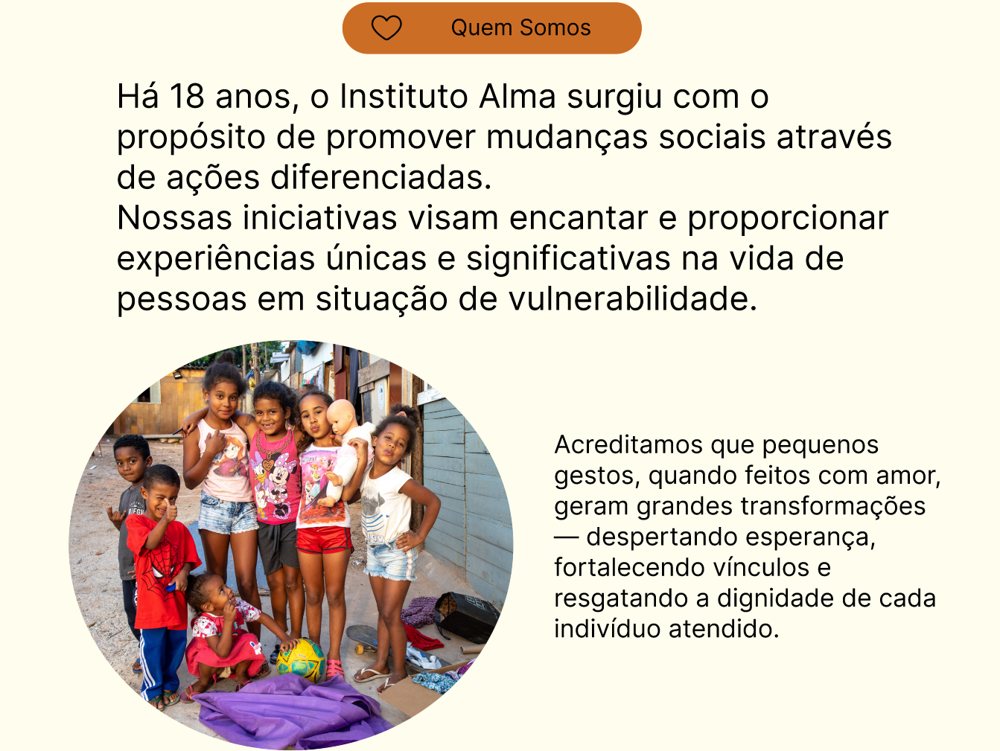 Quem Somos
Há 18 anos, o Instituto Alma surgiu com o
propósito de promover mudanças sociais através
de ações diferenciadas.
Nossas iniciativas visam encantar e proporcionar
experiências únicas e significativas na vida de
pessoas em situação de vulnerabilidade.
Acreditamos que pequenos
gestos, quando feitos com amor,
geram grandes transformações
— despertando esperança,
fortalecendo vínculos e
resgatando a dignidade de cada
indivíduo atendido.